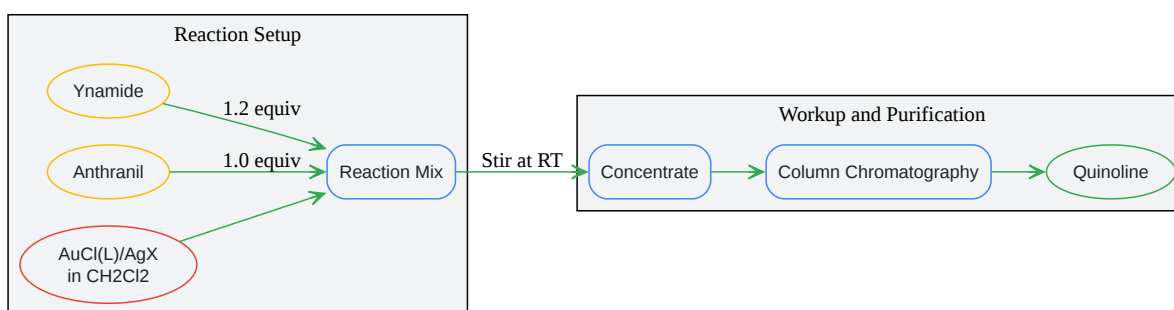 Reaction Setup
Ynamide
1.2 equiv
Anthranil
1.0 equiv
Reaction Mix
AuCl(L)/AgX
in CH2Cl2
Stir at RT
Workup and Purification
Concentrate
Column Chromatography
Quinoline